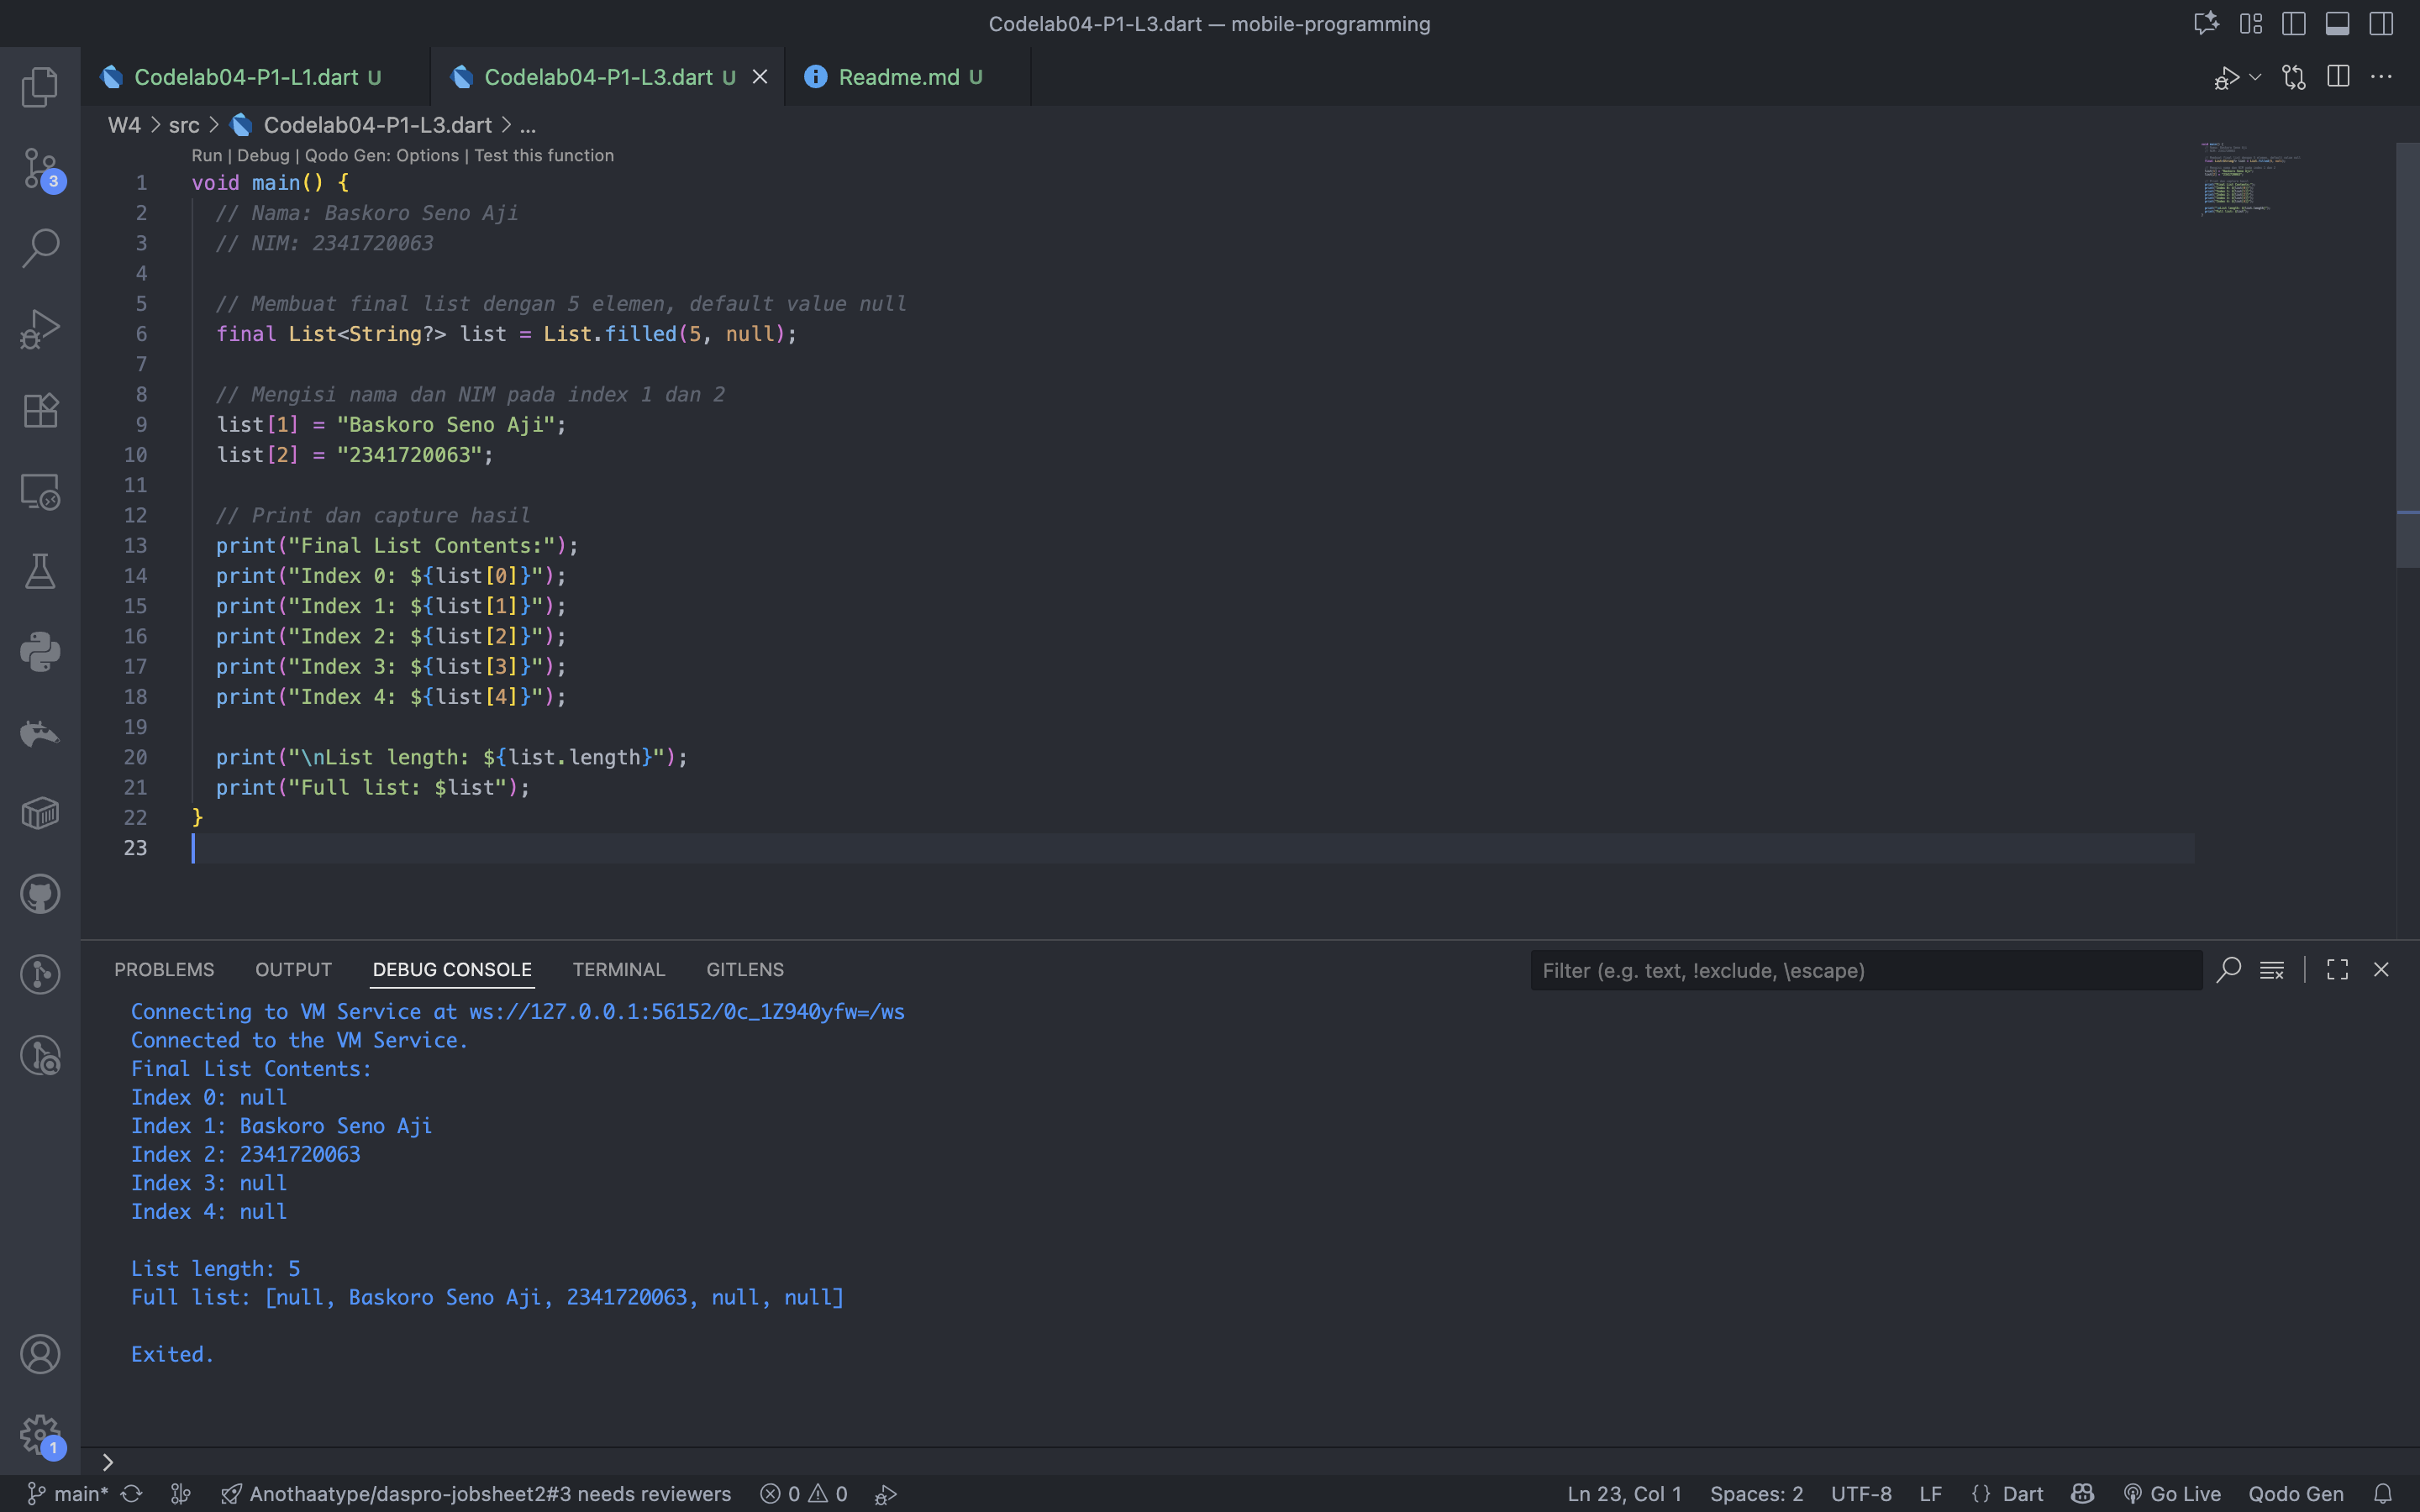 Codelab04-P1-L3.dart — mobile-programming
Codelab04-P1-L1.dart U
Codelab04-P1-L3.dart U
Readme.md U
W4 > src > Codelab04-P1-L3.dart > ...
Run | Debug | Qodo Gen: Options | Test this function
1 void main() {
2 // Nama: Baskoro Seno Aji
3 // NIM: 2341720063
4
5 // Membuat final list dengan 5 elemen, default value null
6 final List<String?> list = List.filled(5, null);
7
8 // Mengisi nama dan NIM pada index 1 dan 2
9 list[1] = "Baskoro Seno Aji";
10 list[2] = "2341720063";
11
12 // Print dan capture hasil
13 print("Final List Contents:");
14 print("Index 0: ${list[0]}");
15 print("Index 1: ${list[1]}");
16 print("Index 2: ${list[2]}");
17 print("Index 3: ${list[3]}");
18 print("Index 4: ${list[4]}");
19
20 print("\nList length: ${list.length}");
21 print("Full list: $list");
22 }
23
3
PROBLEMS OUTPUT DEBUG CONSOLE TERMINAL GITLENS
Filter (e.g. text, !exclude, \escape)
Connecting to VM Service at ws://127.0.0.1:56152/0c_1Z940yfw=/ws
Connected to the VM Service.
Final List Contents:
Index 0: null
Index 1: Baskoro Seno Aji
Index 2: 2341720063
Index 3: null
Index 4: null
List length: 5
Full list: [null, Baskoro Seno Aji, 2341720063, null, null]
Exited.
1
>
main* Anothaatype/daspro-jobsheet2#3 needs reviewers 0 0
Ln 23, Col 1 Spaces: 2 UTF-8 LF {} Dart Go Live Qodo Gen